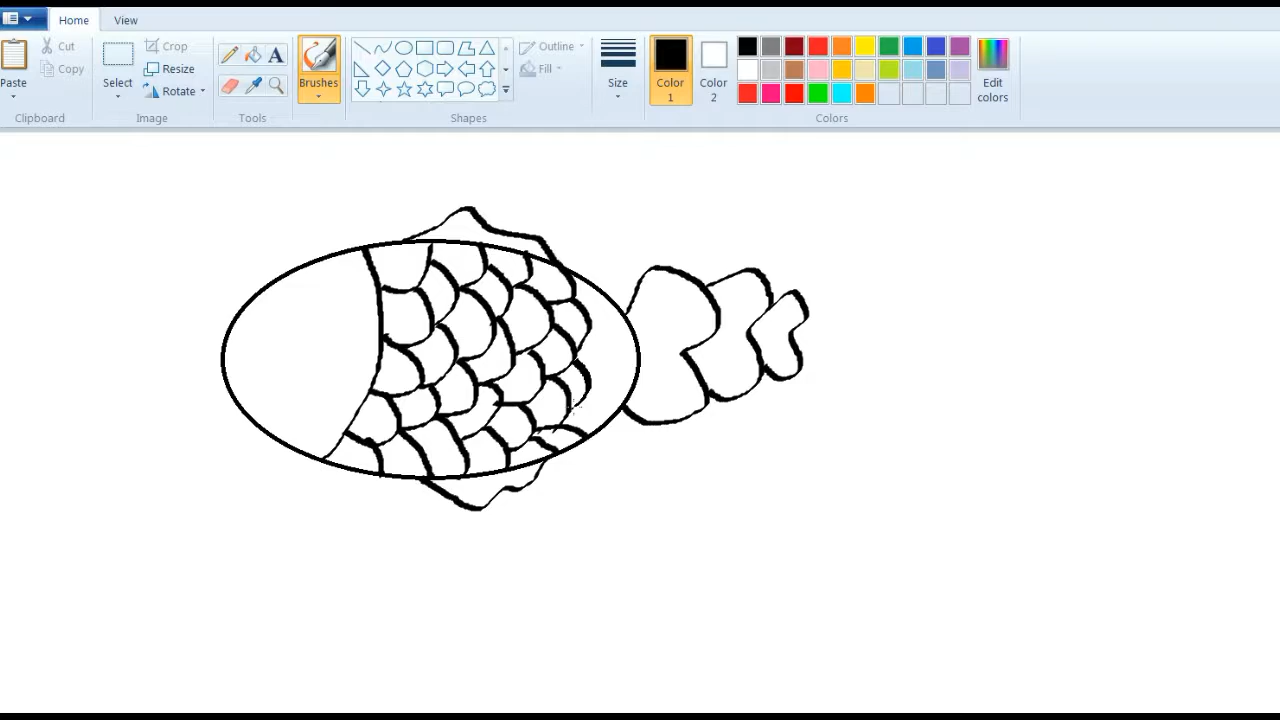 Home View
Paste
Cut
Copy
Clipboard
Select
Crop
Resize
Rotate
Image
A
Tools
Brushes
Outline
Fill
Shapes
Size
Color 1
Color 2
Edit colors
Colors